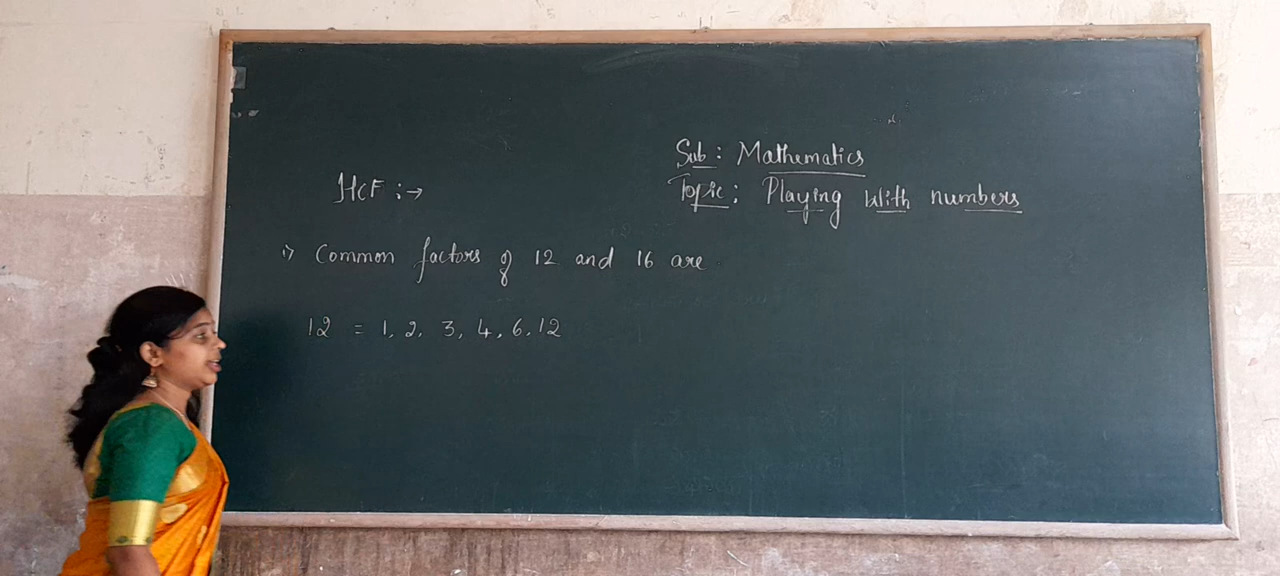 Sub: Mathematics
Topic: Playing With numbers
HCF :→
1) Common factors of 12 and 16 are
12 = 1, 2, 3, 4, 6, 12